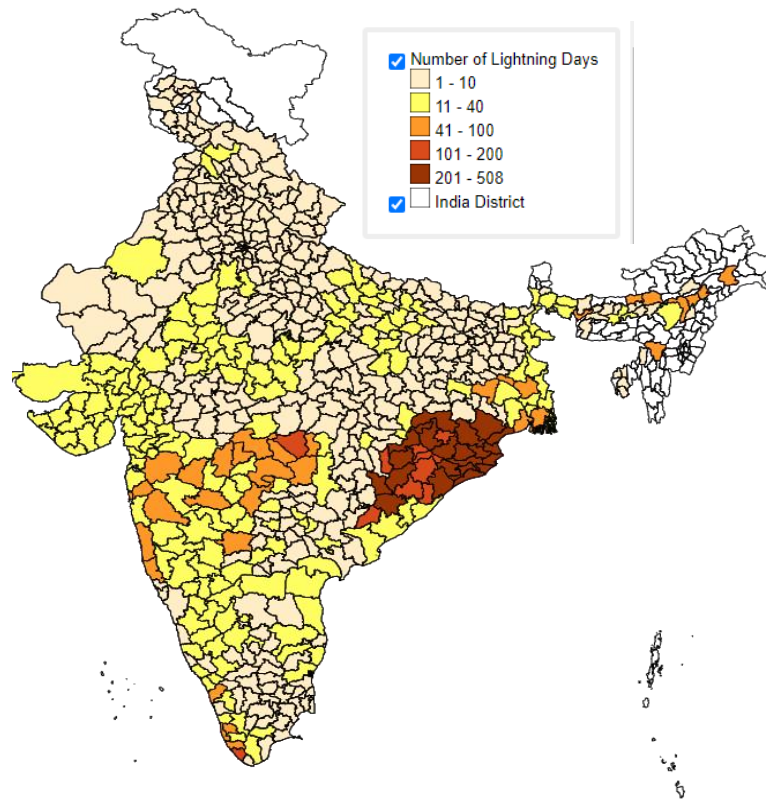 Number of Lightning Days
1 - 10
11 - 40
41 - 100
101 - 200
201 - 508
India District